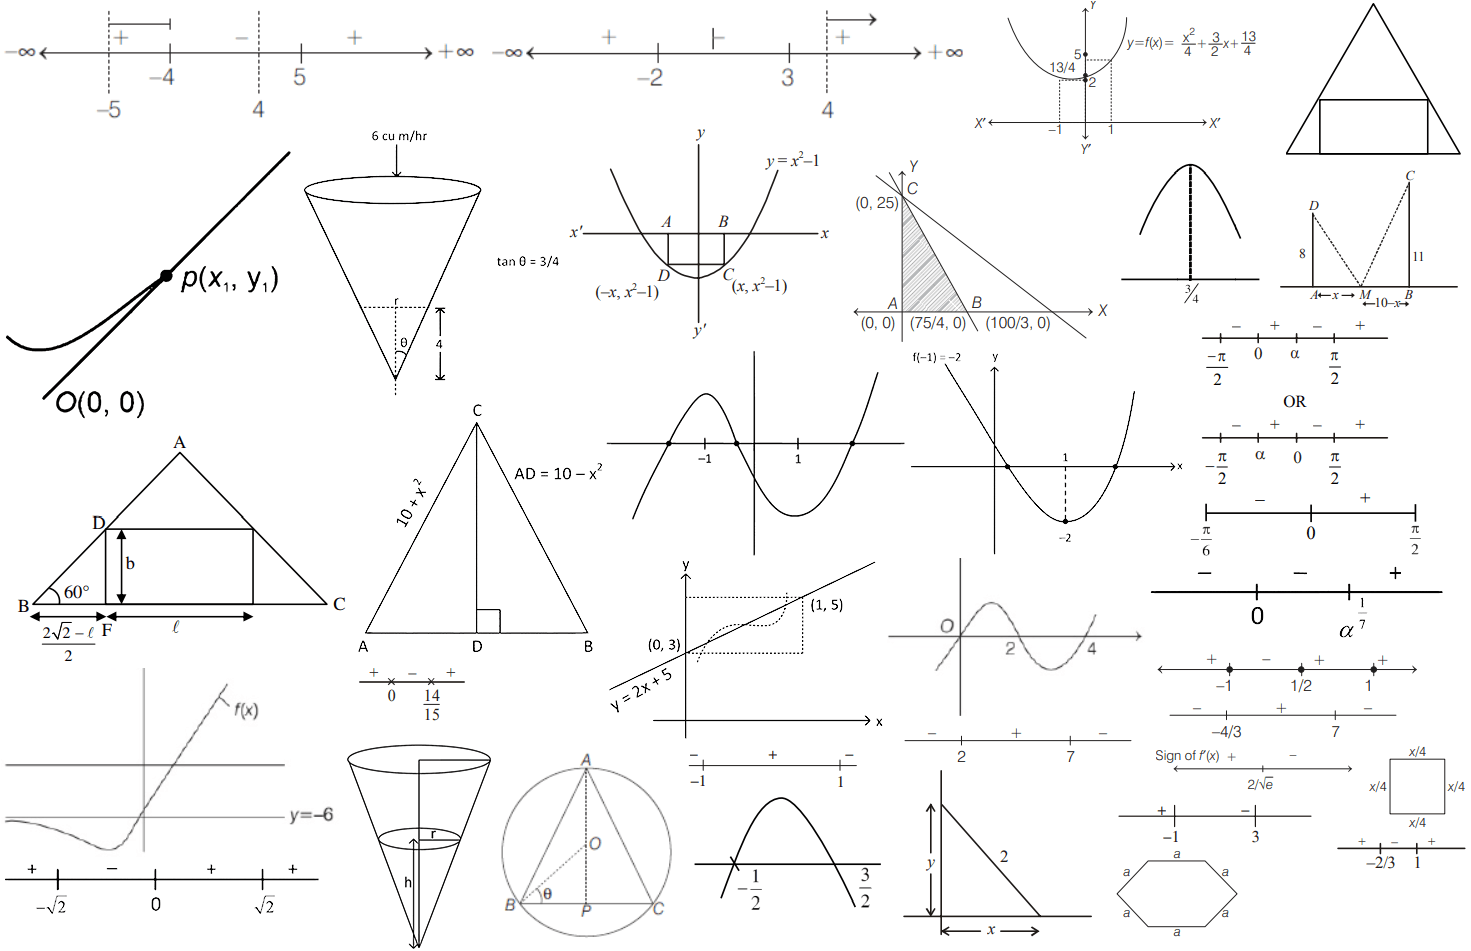 −∞ + − + +∞
−4 5
−5 4
−∞ + − + +∞
−2 3
4
Y
5
13/4
2
y=f(x)= x²/4 + 3/2 x + 13/4
X′ −1 1 X′
Y′
p(x₁, y₁)
O(0, 0)
6 cu m/hr
r
θ
4
tan θ = 3/4
y
y = x²–1
A B
x′ x
D C
(–x, x²–1) (x, x²–1)
y′
Y
C
(0, 25)
A B X
(0, 0) (75/4, 0) (100/3, 0)
3/4
C
D
8 11
A x M B
10–x
− + − +
−π/2 0 α π/2
OR
− + − +
−π/2 α 0 π/2
− +
−π/6 0 π/2
− − +
0 α^1/7
A
D
b
60°
B F C
2√2 – ℓ / 2 ℓ
C
10 + x²
AD = 10 − x²
A D B
+ − +
0 14/15
−1 1
f(−1) = −2 y
1 x
−2
y
(1, 5)
(0, 3)
y = 2x + 5
x
O 2 4
− + −
2 7
+ − + +
−1 1/2 1
− + −
−4/3 7
Sign of f′(x) + −
2/√e
x/4
x/4 x/4
x/4
+ −
−1 3
+ − +
−2/3 1
a
a a
a a
a
f(x)
y=−6
+ − + +
−√2 0 √2
r
h
A
O
θ
B P C
− + −
−1 1
−1/2 3/2
y 2
x